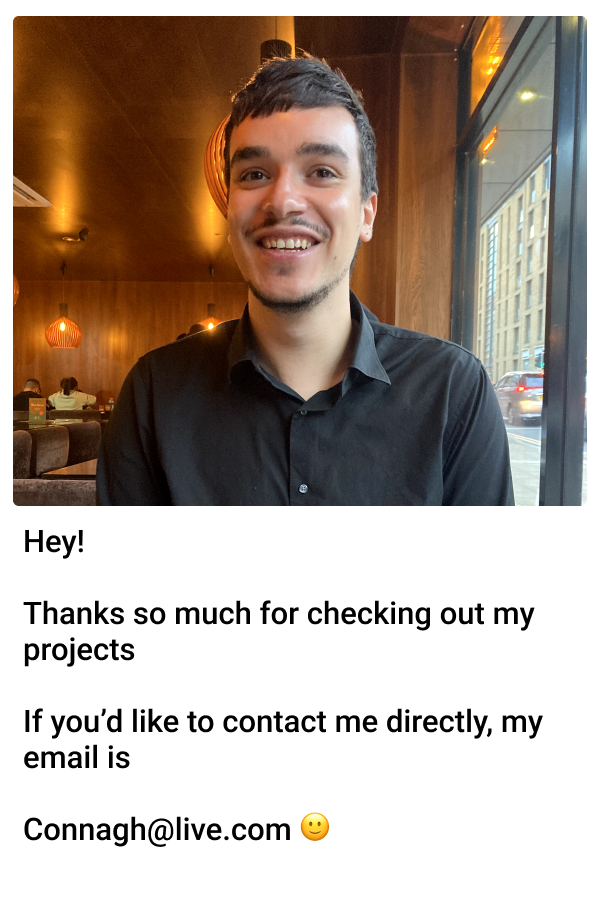 Hey!
Thanks so much for checking out my
projects
If you’d like to contact me directly, my
email is
Connagh@live.com 🙂